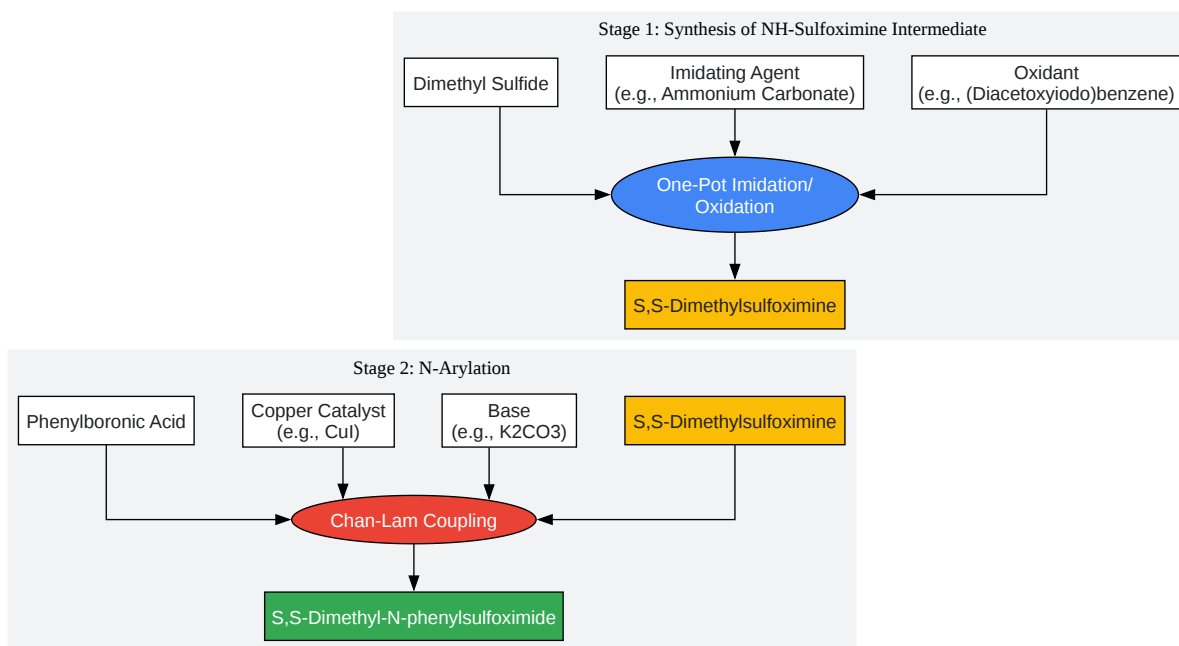 Stage 1: Synthesis of NH-Sulfoximine Intermediate
Dimethyl Sulfide
Imidating Agent
(e.g., Ammonium Carbonate)
Oxidant
(e.g., (Diacetoxyiodo)benzene)
One-Pot Imidation/
Oxidation
S,S-Dimethylsulfoximine
Stage 2: N-Arylation
Phenylboronic Acid
Copper Catalyst
(e.g., CuI)
Base
(e.g., K2CO3)
S,S-Dimethylsulfoximine
Chan-Lam Coupling
S,S-Dimethyl-N-phenylsulfoximide